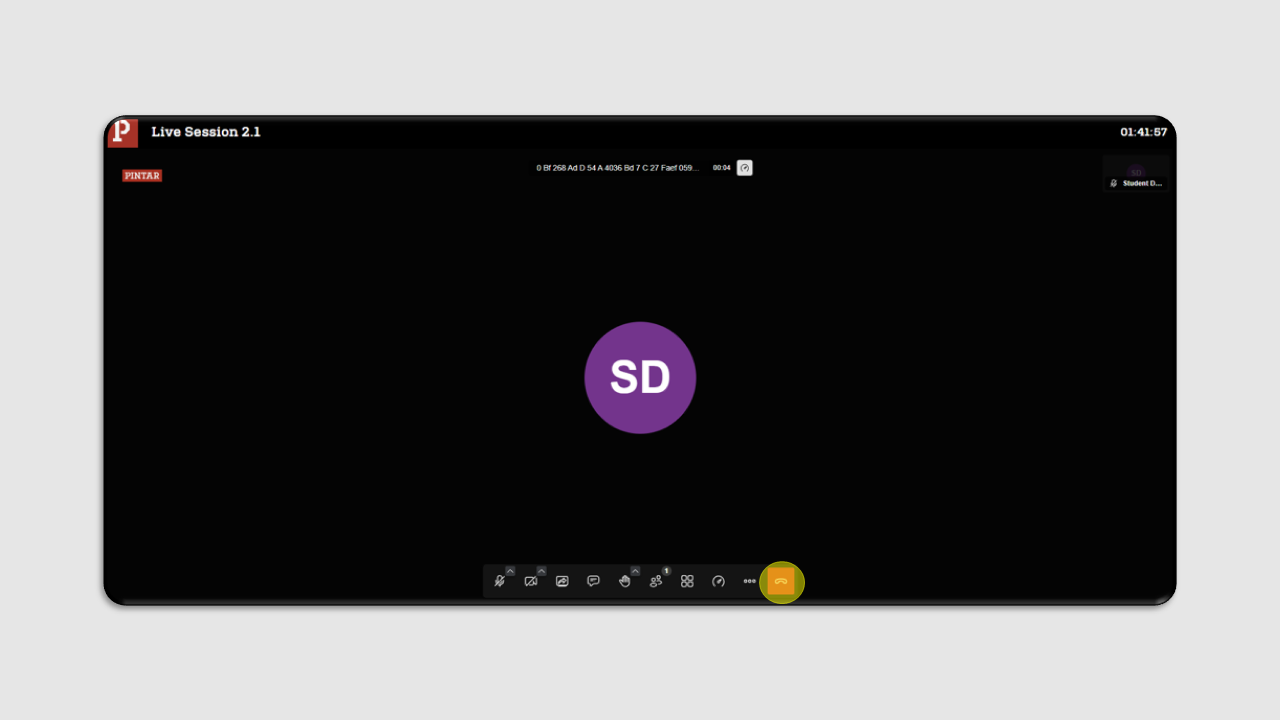 P
Live Session 2.1
01:41:57
PINTAR
0 Bf 268 Ad D 54 A 4036 Bd 7 C 27 Faef 059...
00:04
SD
Student D...
SD
1